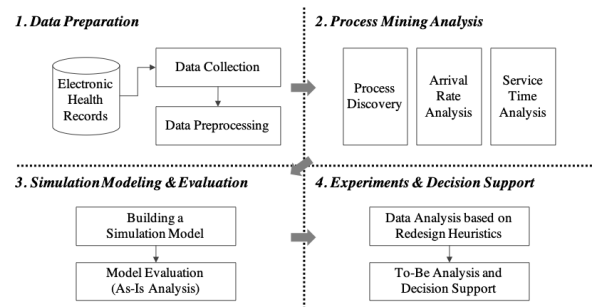 1. Data Preparation
Electronic
Health
Records
Data Collection
Data Preprocessing
2. Process Mining Analysis
Process
Discovery
Arrival
Rate
Analysis
Service
Time
Analysis
3. Simulation Modeling & Evaluation
Building a
Simulation Model
Model Evaluation
(As-Is Analysis)
4. Experiments & Decision Support
Data Analysis based on
Redesign Heuristics
To-Be Analysis and
Decision Support